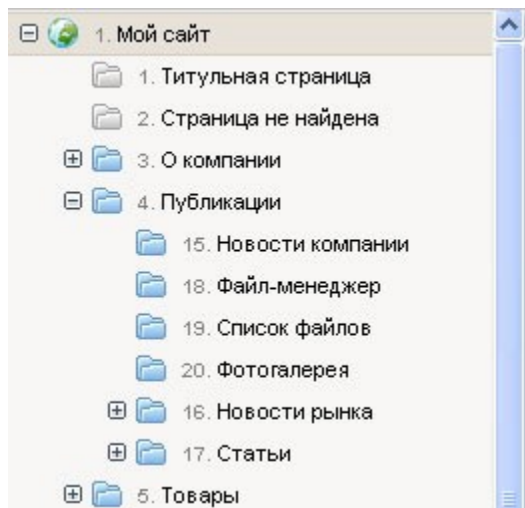 1. Мой сайт
1. Титульная страница
2. Страница не найдена
3. О компании
4. Публикации
15. Новости компании
18. Файл-менеджер
19. Список файлов
20. Фотогалерея
16. Новости рынка
17. Статьи
5. Товары